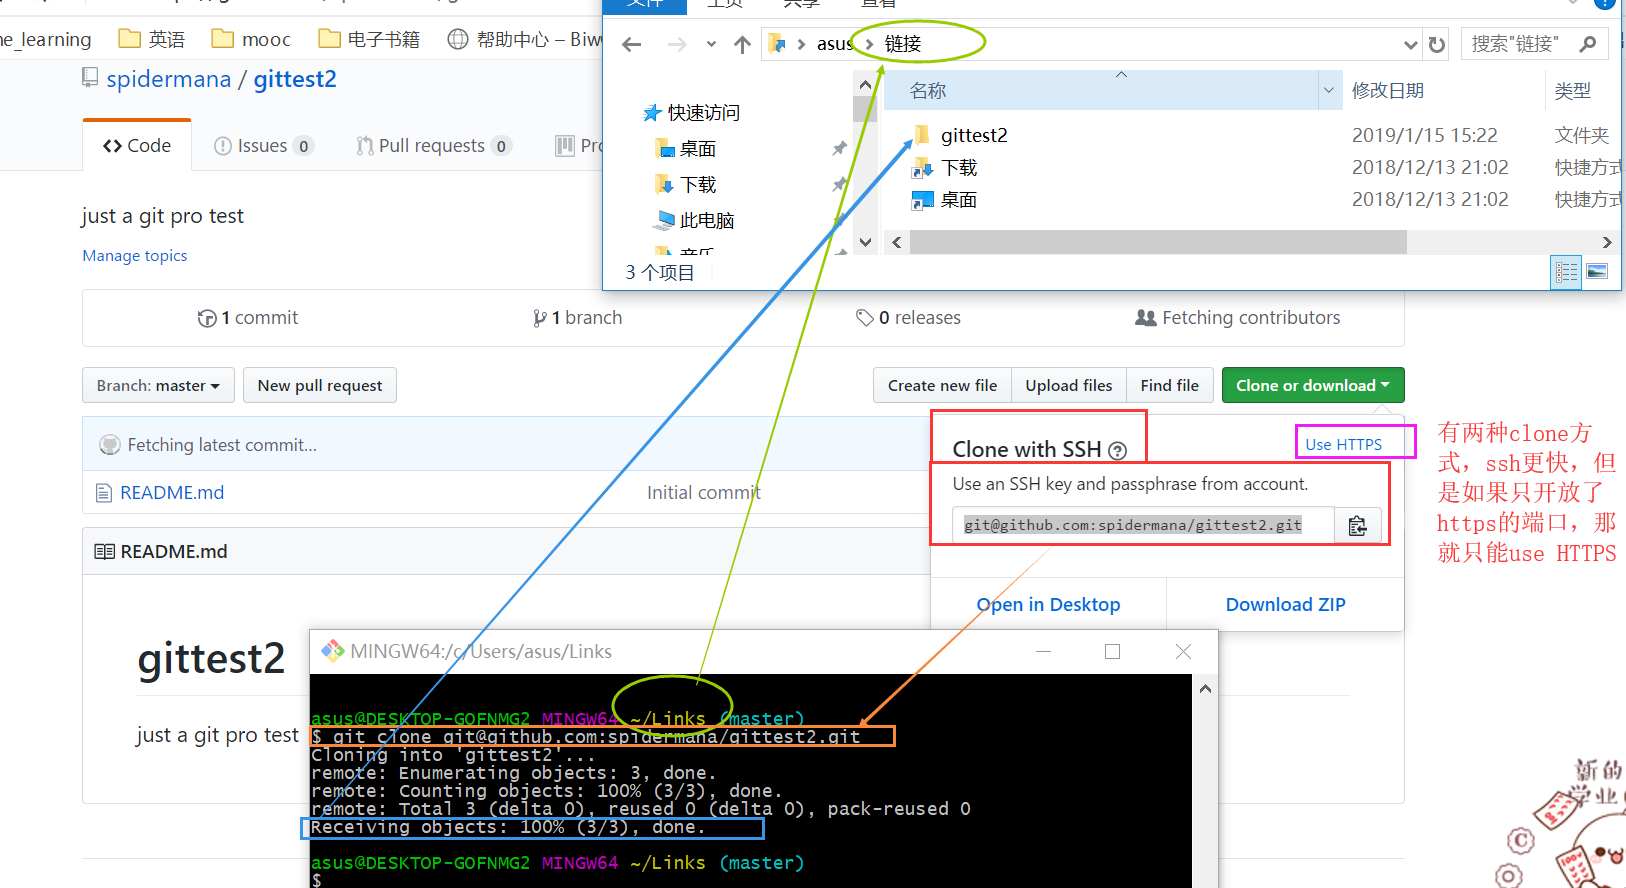 文件 主页 共享 查看
ne_learning 英语 mooc 电子书籍 帮助中心 – Biw
asus 链接 搜索"链接"
spidermana / gittest2
名称 修改日期 类型
快速访问
gittest2 2019/1/15 15:22 文件夹
桌面
下载 2018/12/13 21:02 快捷方式
下载
桌面 2018/12/13 21:02 快捷方式
此电脑
音乐
3 个项目
Code Issues 0 Pull requests 0 Pro
just a git pro test
Manage topics
1 commit 1 branch 0 releases Fetching contributors
Branch: master New pull request Create new file Upload files Find file Clone or download
Fetching latest commit...
README.md Initial commit
Clone with SSH ? Use HTTPS
Use an SSH key and passphrase from account.
git@github.com:spidermana/gittest2.git
Open in Desktop Download ZIP
有两种clone方
式，ssh更快，但
是如果只开放了
https的端口，那
就只能use HTTPS
README.md
gittest2
just a git pro test
MINGW64:/c/Users/asus/Links
asus@DESKTOP-GOFNMG2 MINGW64 ~/Links (master)
$ git clone git@github.com:spidermana/gittest2.git
Cloning into 'gittest2'...
remote: Enumerating objects: 3, done.
remote: Counting objects: 100% (3/3), done.
remote: Total 3 (delta 0), reused 0 (delta 0), pack-reused 0
Receiving objects: 100% (3/3), done.
asus@DESKTOP-GOFNMG2 MINGW64 ~/Links (master)
$
新的
学业